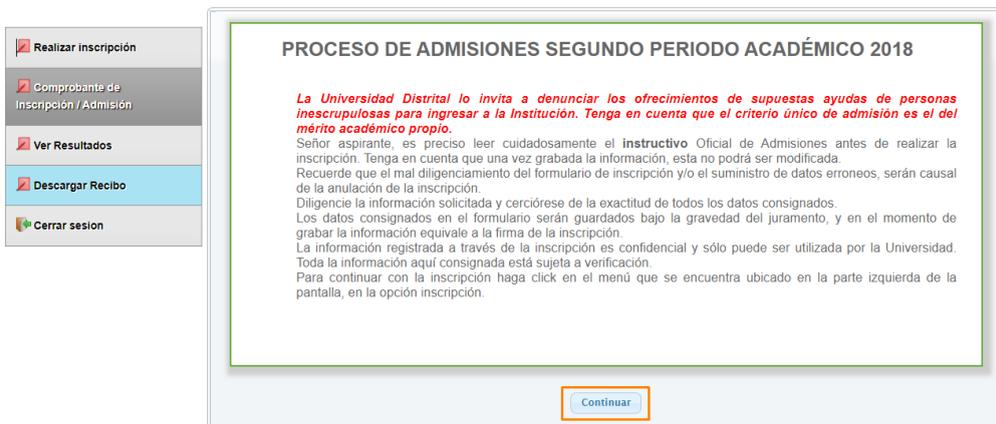 Realizar inscripción
Comprobante de
Inscripción / Admisión
Ver Resultados
Descargar Recibo
Cerrar sesion
PROCESO DE ADMISIONES SEGUNDO PERIODO ACADÉMICO 2018
La Universidad Distrital lo invita a denunciar los ofrecimientos de supuestas ayudas de personas
inescrupulosas para ingresar a la Institución. Tenga en cuenta que el criterio único de admisión es el del
mérito académico propio.
Señor aspirante, es preciso leer cuidadosamente el instructivo Oficial de Admisiones antes de realizar la
inscripción. Tenga en cuenta que una vez grabada la información, esta no podrá ser modificada.
Recuerde que el mal diligenciamiento del formulario de inscripción y/o el suministro de datos erroneos, serán causal
de la anulación de la inscripción.
Diligencie la información solicitada y cerciórese de la exactitud de todos los datos consignados.
Los datos consignados en el formulario serán guardados bajo la gravedad del juramento, y en el momento de
grabar la información equivale a la firma de la inscripción.
La información registrada a través de la inscripción es confidencial y sólo puede ser utilizada por la Universidad.
Toda la información aquí consignada está sujeta a verificación.
Para continuar con la inscripción haga click en el menú que se encuentra ubicado en la parte izquierda de la
pantalla, en la opción inscripción.
Continuar